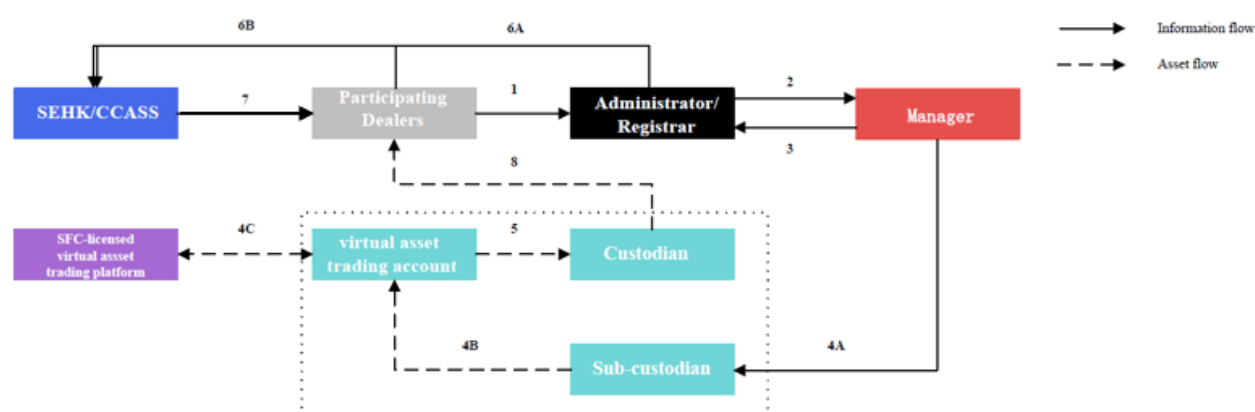 6B
6A
Information flow
Asset flow
SEHK/CCASS
7
Participating
Dealers
1
Administrator/
Registrar
2
3
Manager
8
SFC-licensed
virtual assset
trading platform
4C
virtual asset
trading account
5
Custodian
4B
Sub-custodian
4A